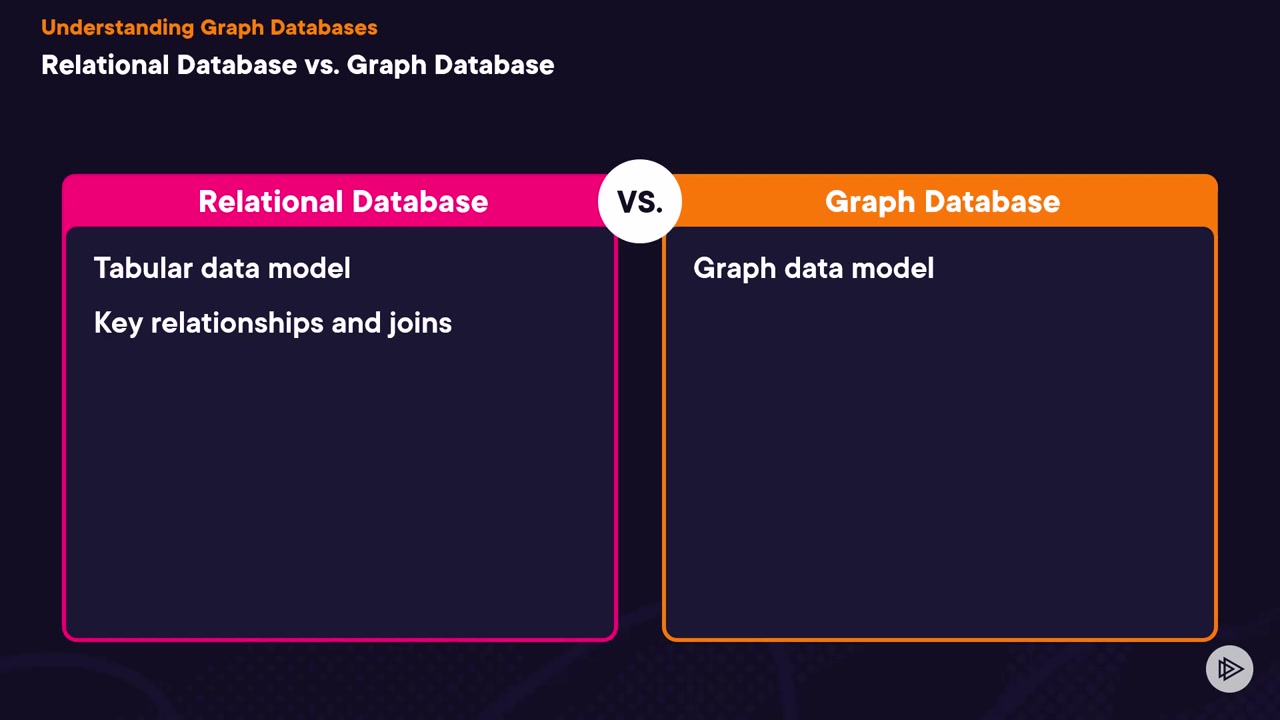 Understanding Graph Databases
Relational Database vs. Graph Database
Relational Database
VS.
Graph Database
Tabular data model
Key relationships and joins
Graph data model